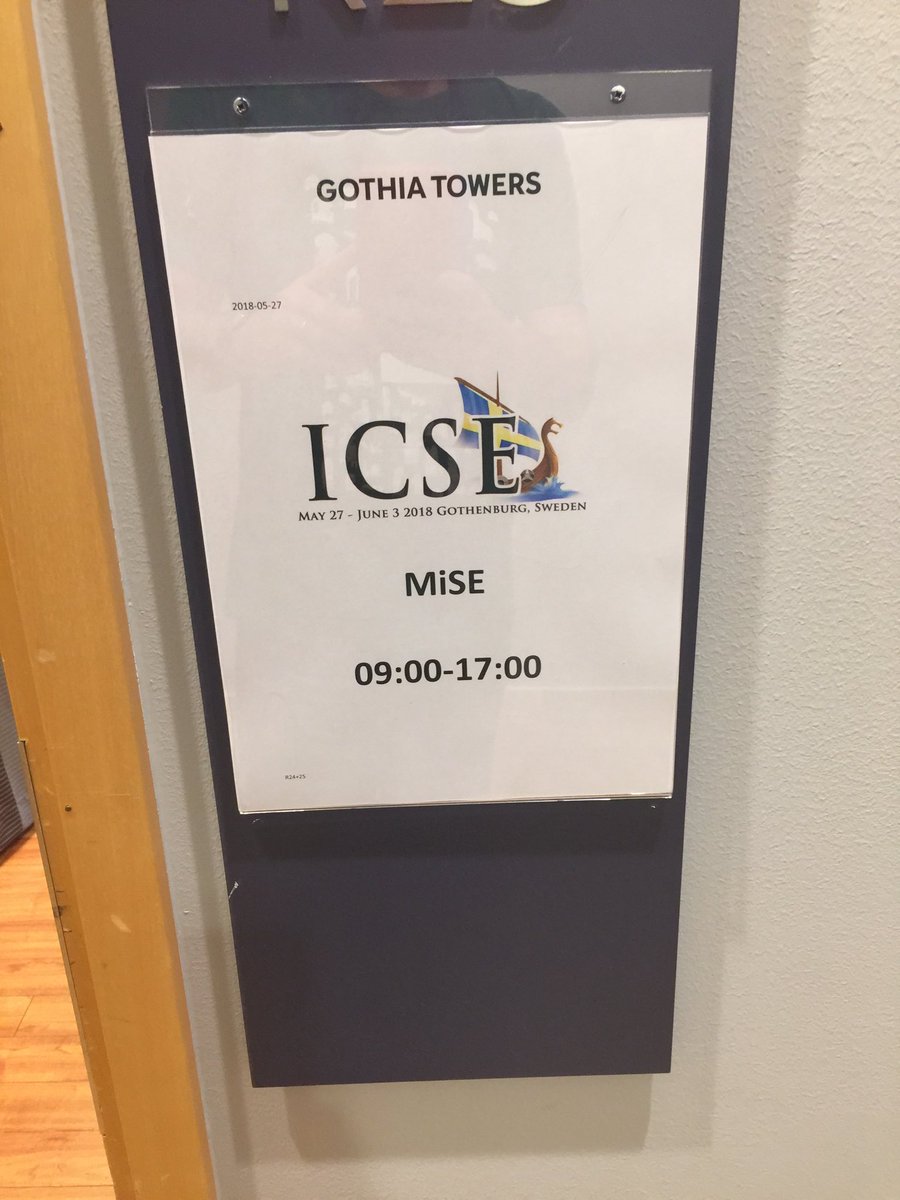 GOTHIA TOWERS
2018-05-27
ICSE
MAY 27 - JUNE 3 2018 GOTHENBURG, SWEDEN
MiSE
09:00-17:00
R24+25